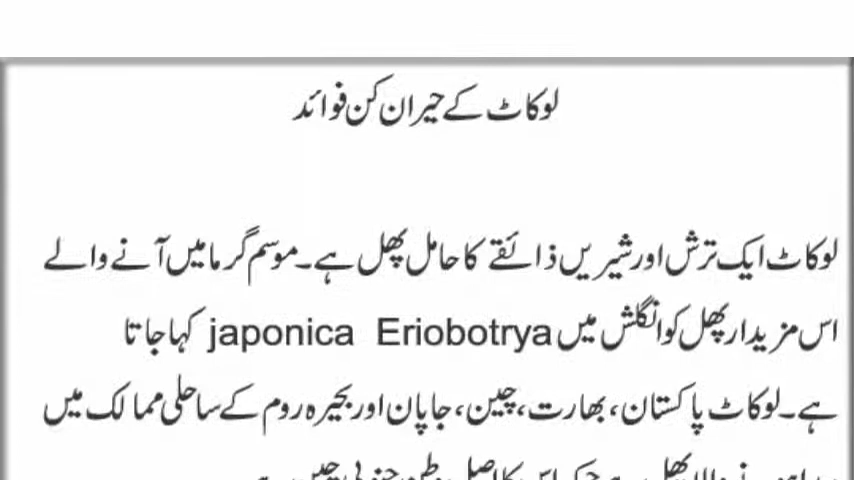 لوکاٹ کے حیران کن فوائد
لوکاٹ ایک ترش اور شیریں ذائقے کا حامل پھل ہے۔ موسم گرما میں آنے والے
اس مزیدار پھل کو انگلش میں japonica Eriobotrya کہا جاتا
ہے۔ لوکاٹ پاکستان، بھارت، چین، جاپان اور بحیرہ روم کے ساحلی ممالک میں